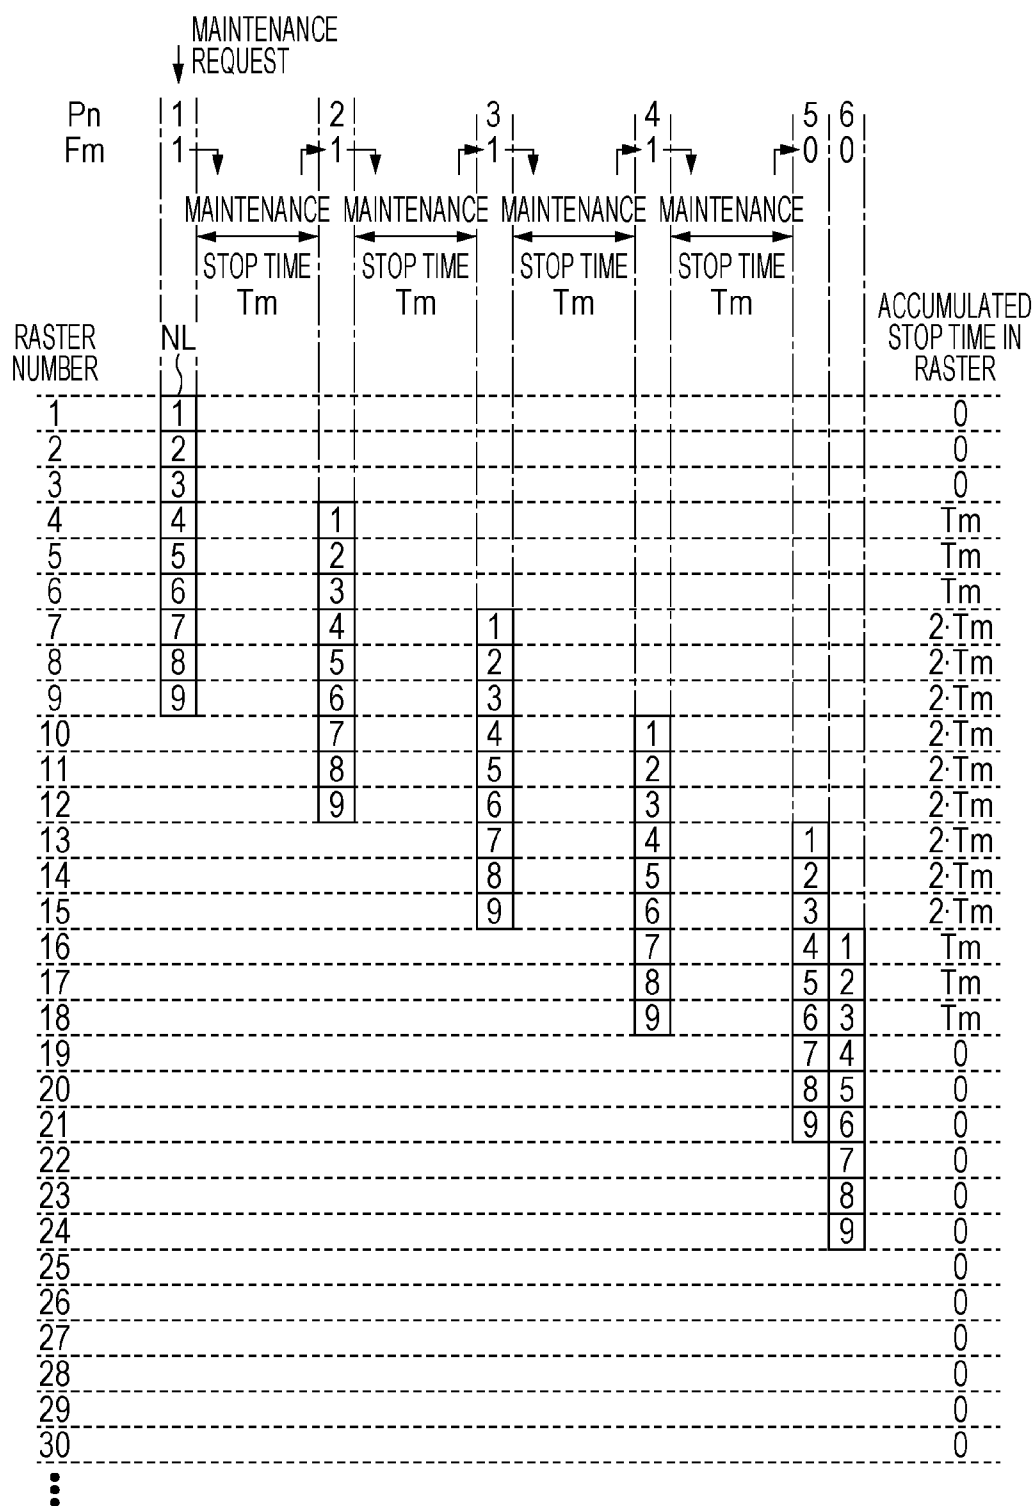 MAINTENANCE
REQUEST
Pn 1 2 3 4 5 6
Fm 1 1 1 1 0 0
MAINTENANCE MAINTENANCE MAINTENANCE MAINTENANCE
STOP TIME STOP TIME STOP TIME STOP TIME
Tm Tm Tm Tm
RASTER
NUMBER
NL
ACCUMULATED
STOP TIME IN
RASTER
1 1 0
2 2 0
3 3 0
4 4 1 Tm
5 5 2 Tm
6 6 3 Tm
7 7 4 1 2·Tm
8 8 5 2 2·Tm
9 9 6 3 2·Tm
10 7 4 1 2·Tm
11 8 5 2 2·Tm
12 9 6 3 2·Tm
13 7 4 1 2·Tm
14 8 5 2 2·Tm
15 9 6 3 2·Tm
16 7 4 1 Tm
17 8 5 2 Tm
18 9 6 3 Tm
19 7 4 0
20 8 5 0
21 9 6 0
22 7 0
23 8 0
24 9 0
25 0
26 0
27 0
28 0
29 0
30 0